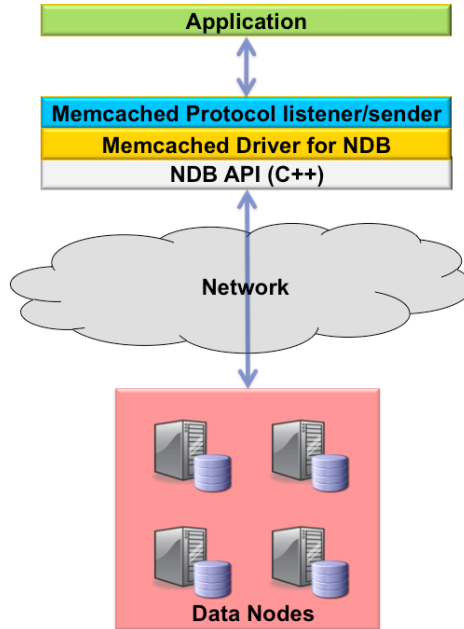 Application
Memcached Protocol listener/sender
Memcached Driver for NDB
NDB API (C++)
Network
Data Nodes